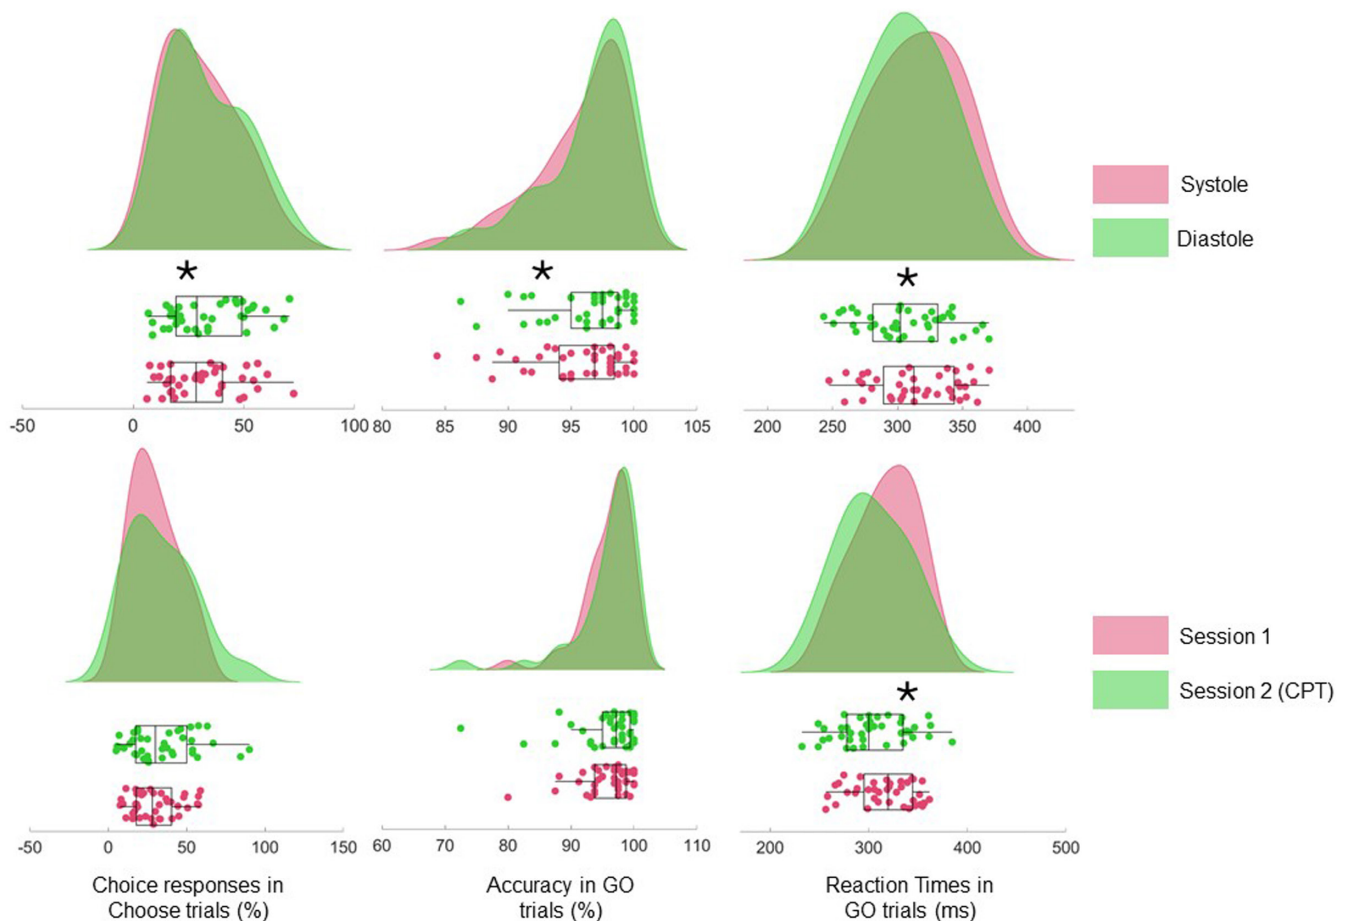 Systole
Diastole
-50 0 50 100 80 85 90 95 100 105 200 250 300 350 400
Session 1
Session 2 (CPT)
-50 0 50 100 150 60 70 80 90 100 110 200 300 400 500
Choice responses in Accuracy in GO Reaction Times in
Choose trials (%) trials (%) GO trials (ms)